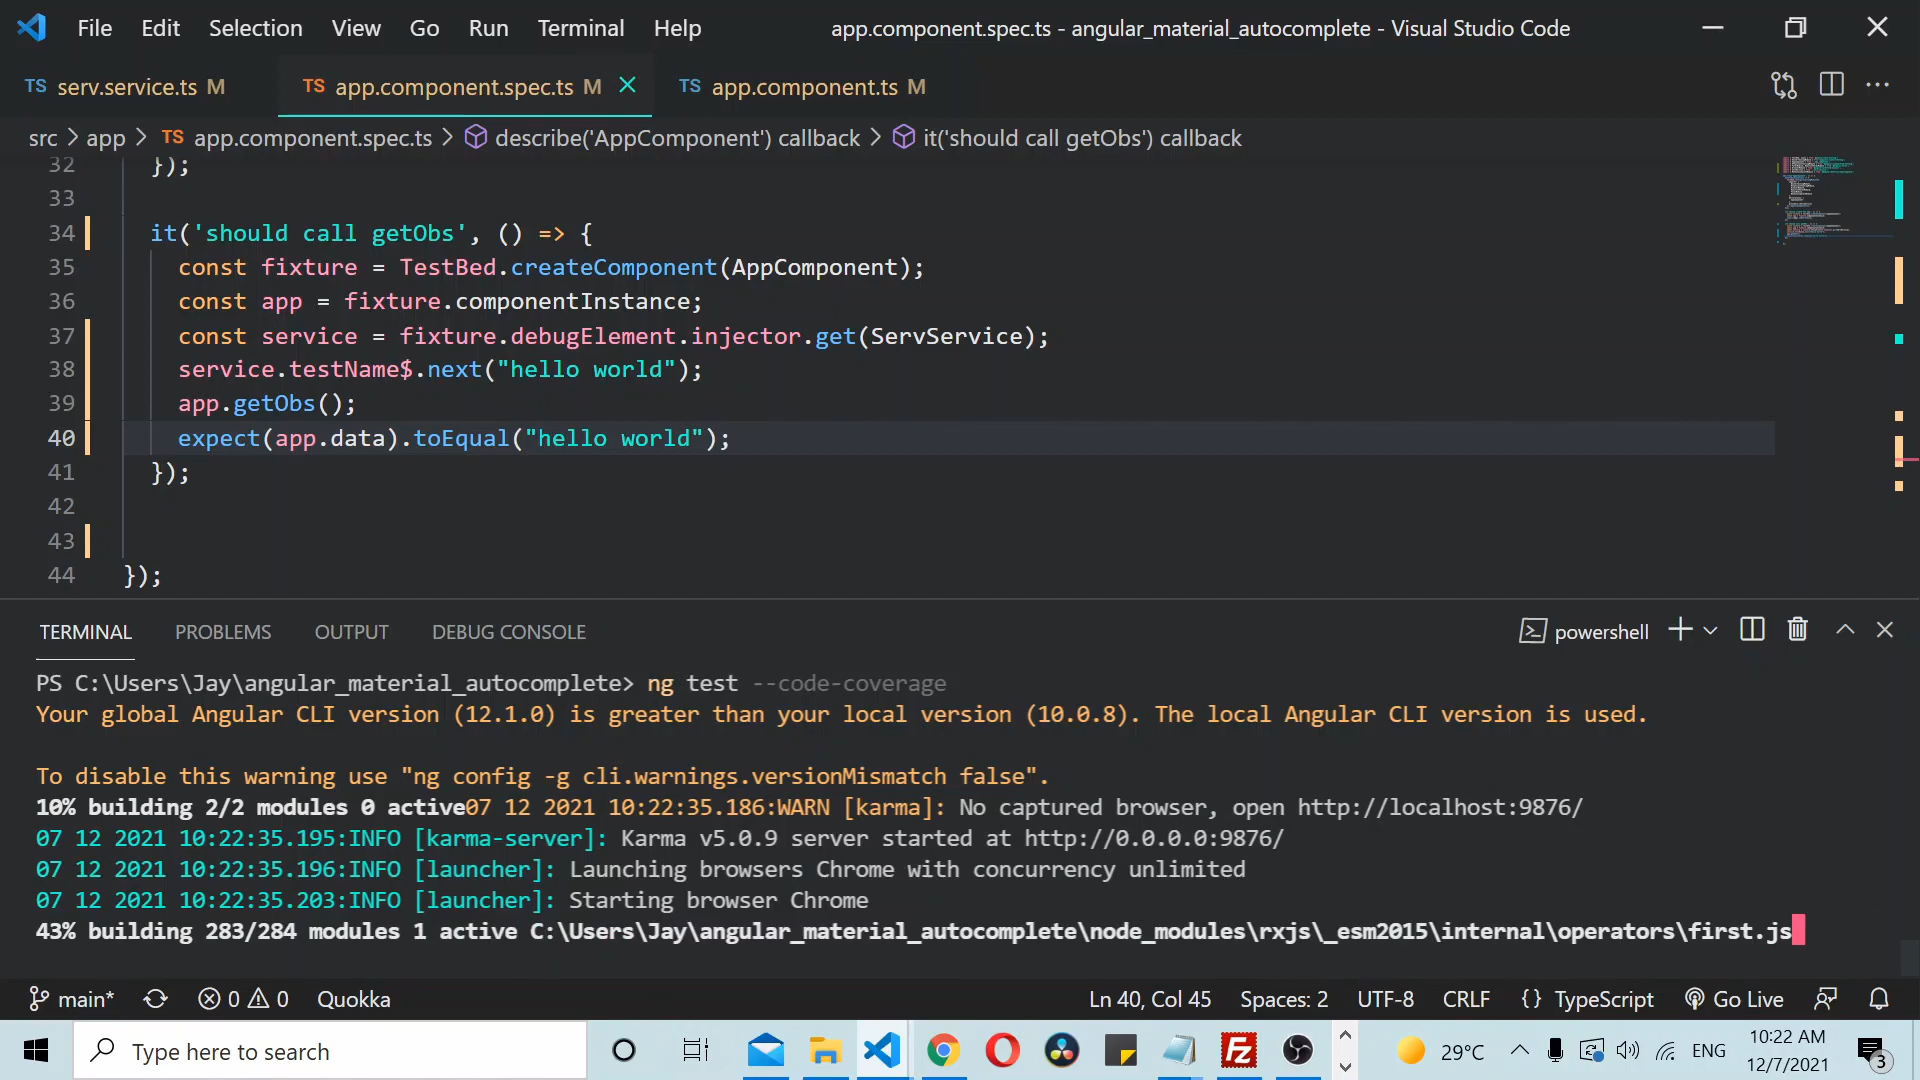 File Edit Selection View Go Run Terminal Help app.component.spec.ts - angular_material_autocomplete - Visual Studio Code
TS serv.service.ts M TS app.component.spec.ts M TS app.component.ts M
src > app > TS app.component.spec.ts > describe('AppComponent') callback > it('should call getObs') callback
32 });
33
34 it('should call getObs', () => {
35 const fixture = TestBed.createComponent(AppComponent);
36 const app = fixture.componentInstance;
37 const service = fixture.debugElement.injector.get(ServService);
38 service.testName$.next("hello world");
39 app.getObs();
40 expect(app.data).toEqual("hello world");
41 });
42
43
44 });
TERMINAL PROBLEMS OUTPUT DEBUG CONSOLE powershell
PS C:\Users\Jay\angular_material_autocomplete> ng test --code-coverage
Your global Angular CLI version (12.1.0) is greater than your local version (10.0.8). The local Angular CLI version is used.
To disable this warning use "ng config -g cli.warnings.versionMismatch false".
10% building 2/2 modules 0 active07 12 2021 10:22:35.186:WARN [karma]: No captured browser, open http://localhost:9876/
07 12 2021 10:22:35.195:INFO [karma-server]: Karma v5.0.9 server started at http://0.0.0.0:9876/
07 12 2021 10:22:35.196:INFO [launcher]: Launching browsers Chrome with concurrency unlimited
07 12 2021 10:22:35.203:INFO [launcher]: Starting browser Chrome
43% building 283/284 modules 1 active C:\Users\Jay\angular_material_autocomplete\node_modules\rxjs\_esm2015\internal\operators\first.js
main* 0 0 Quokka Ln 40, Col 45 Spaces: 2 UTF-8 CRLF {} TypeScript Go Live
Type here to search 29°C ENG 10:22 AM
12/7/2021 3